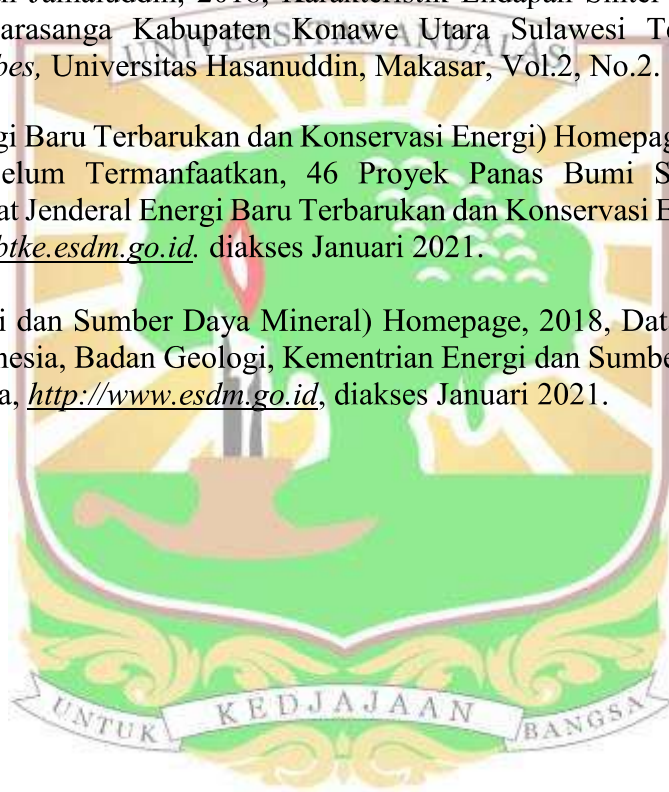 Jamaluddin, 2018, Karakteristik Endapan Sinter
UNIVERSITAS ANDALAS
arasanga Kabupaten Konawe Utara Sulawesi Te
bes, Universitas Hasanuddin, Makasar, Vol.2, No.2.
gi Baru Terbarukan dan Konservasi Energi) Homepag
elum Termanfaatkan, 46 Proyek Panas Bumi S
at Jenderal Energi Baru Terbarukan dan Konservasi E
btke.esdm.go.id. diakses Januari 2021.
i dan Sumber Daya Mineral) Homepage, 2018, Dat
nesia, Badan Geologi, Kementrian Energi dan Sumbe
a, http://www.esdm.go.id, diakses Januari 2021.
UNTUK KEDJAJAAN BANGSA